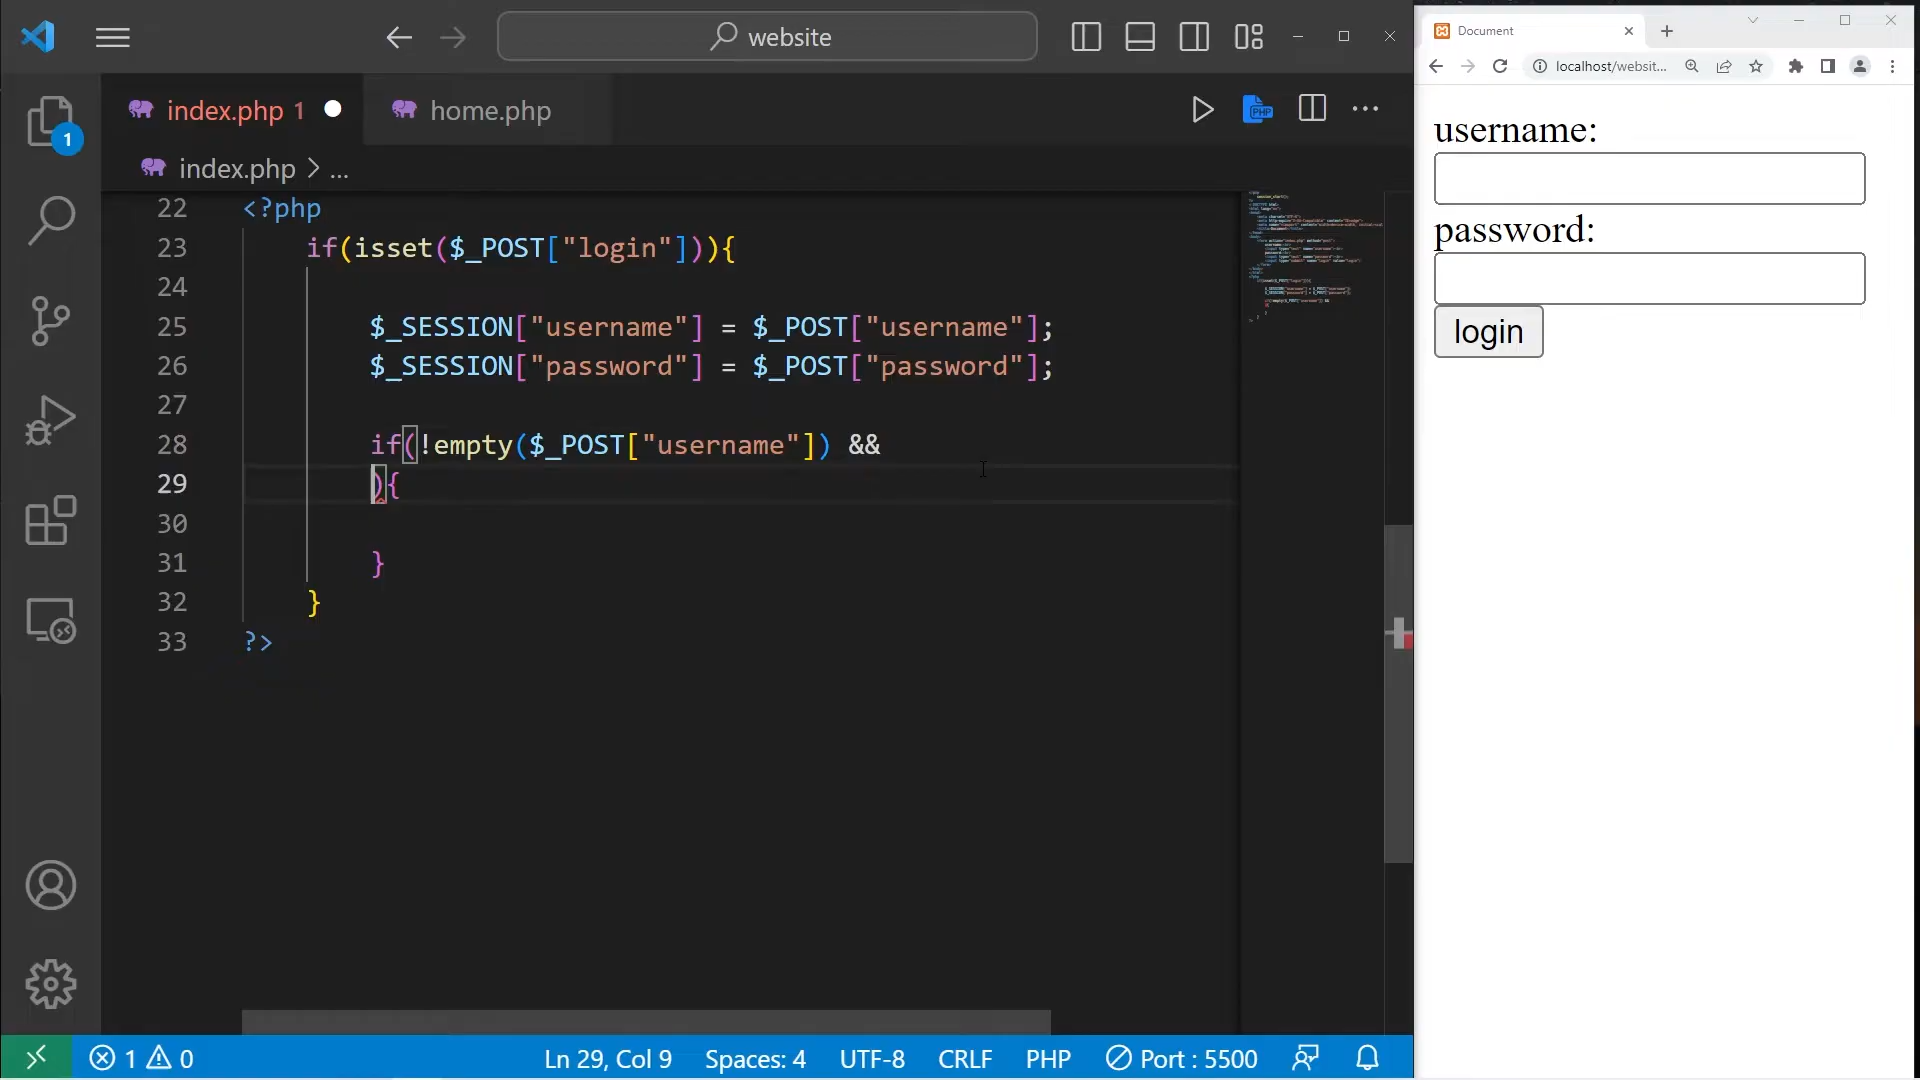 website
index.php 1
home.php
index.php > ...
22 <?php
23 if(isset($_POST["login"])){
24
25 $_SESSION["username"] = $_POST["username"];
26 $_SESSION["password"] = $_POST["password"];
27
28 if(!empty($_POST["username"]) &&
29 ){
30
31 }
32 }
33 ?>
1
PHP
1 0
Ln 29, Col 9
Spaces: 4
UTF-8
CRLF
PHP
Port : 5500
Document
localhost/websit...
username:
password:
login